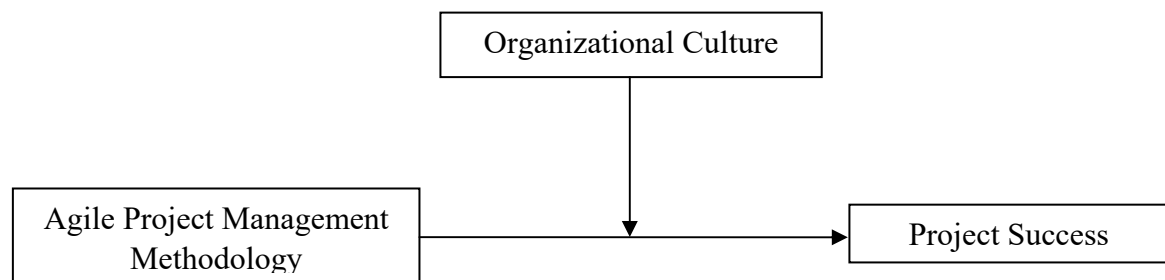 Organizational Culture
Agile Project Management
Methodology
Project Success